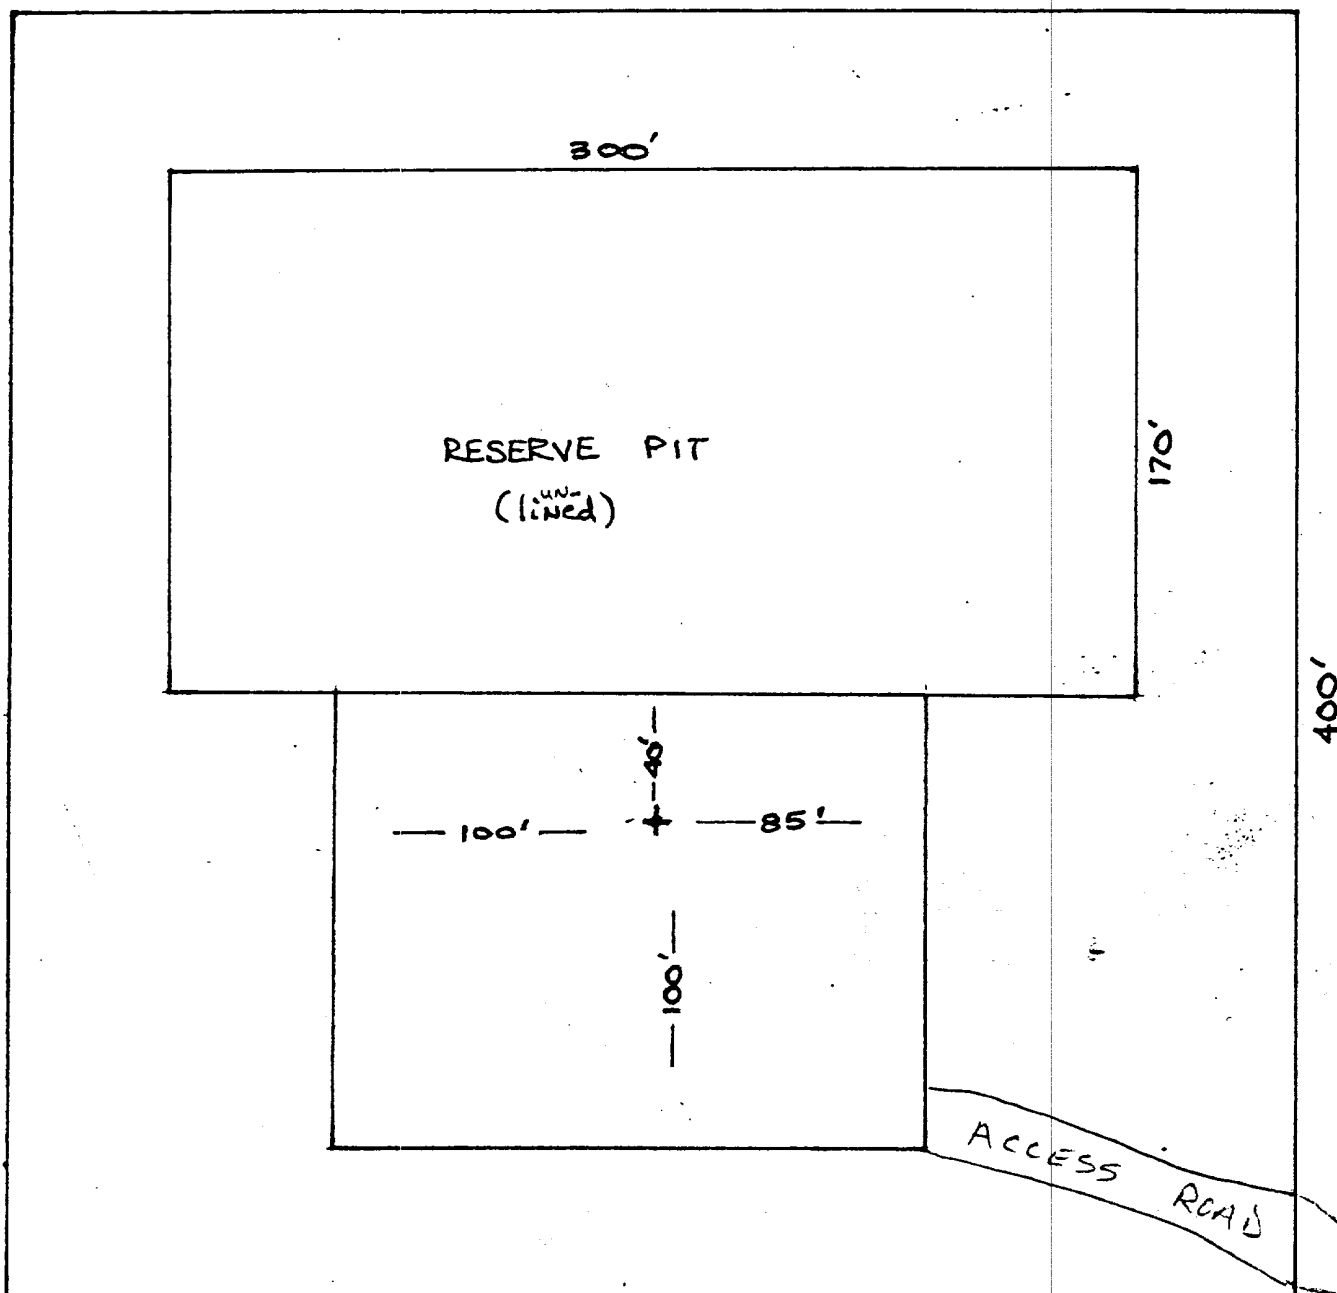 300'
RESERVE PIT
un-
(lined)
170'
400'
40'
100'
85'
100'
ACCESS ROAD